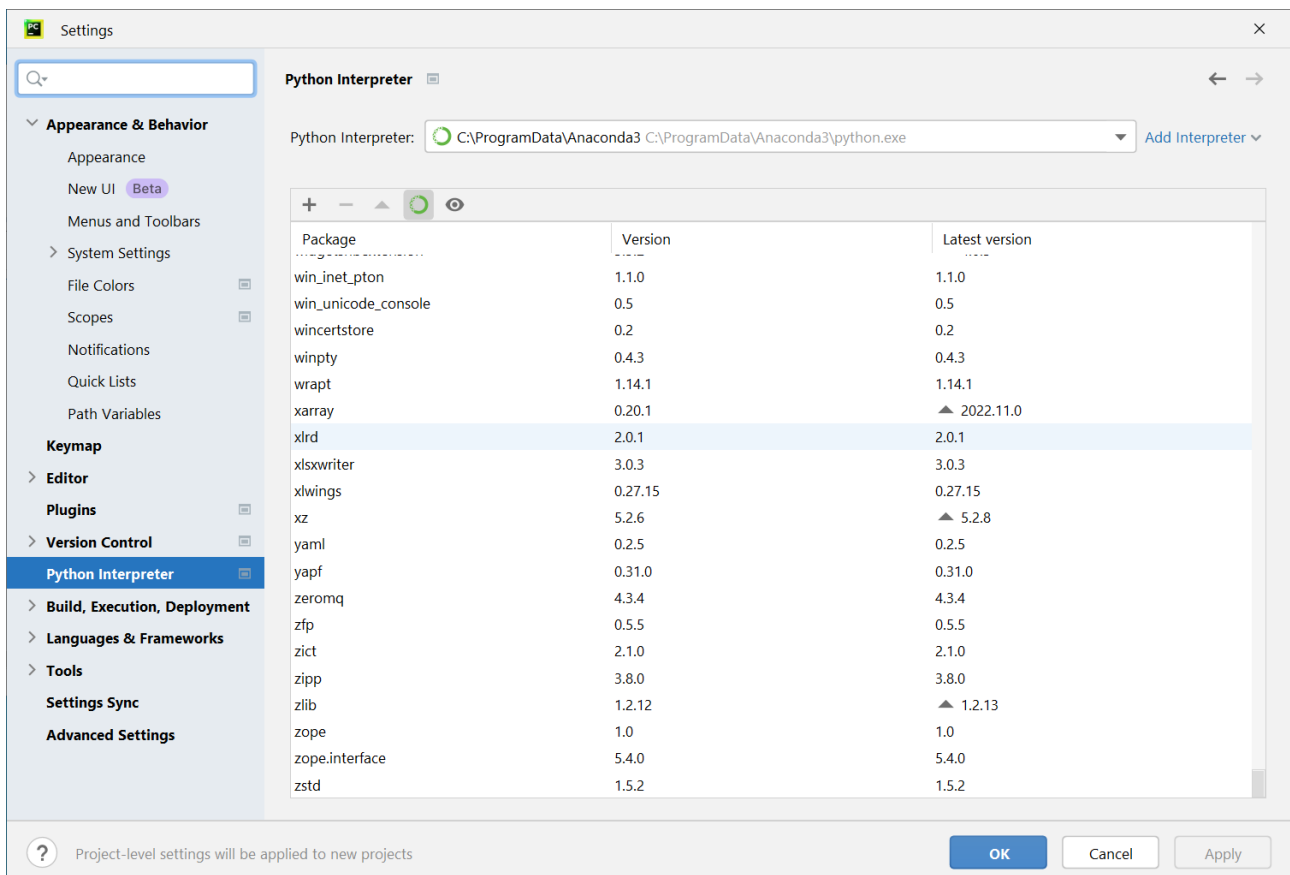 PC
Settings
Appearance & Behavior
Appearance
New UI Beta
Menus and Toolbars
System Settings
File Colors
Scopes
Notifications
Quick Lists
Path Variables
Keymap
Editor
Plugins
Version Control
Python Interpreter
Build, Execution, Deployment
Languages & Frameworks
Tools
Settings Sync
Advanced Settings
Python Interpreter
Python Interpreter: C:\ProgramData\Anaconda3 C:\ProgramData\Anaconda3\python.exe Add Interpreter
Package Version Latest version
win_inet_pton 1.1.0 1.1.0
win_unicode_console 0.5 0.5
wincertstore 0.2 0.2
winpty 0.4.3 0.4.3
wrapt 1.14.1 1.14.1
xarray 0.20.1 2022.11.0
xlrd 2.0.1 2.0.1
xlsxwriter 3.0.3 3.0.3
xlwings 0.27.15 0.27.15
xz 5.2.6 5.2.8
yaml 0.2.5 0.2.5
yapf 0.31.0 0.31.0
zeromq 4.3.4 4.3.4
zfp 0.5.5 0.5.5
zict 2.1.0 2.1.0
zipp 3.8.0 3.8.0
zlib 1.2.12 1.2.13
zope 1.0 1.0
zope.interface 5.4.0 5.4.0
zstd 1.5.2 1.5.2
? Project-level settings will be applied to new projects
OK Cancel Apply